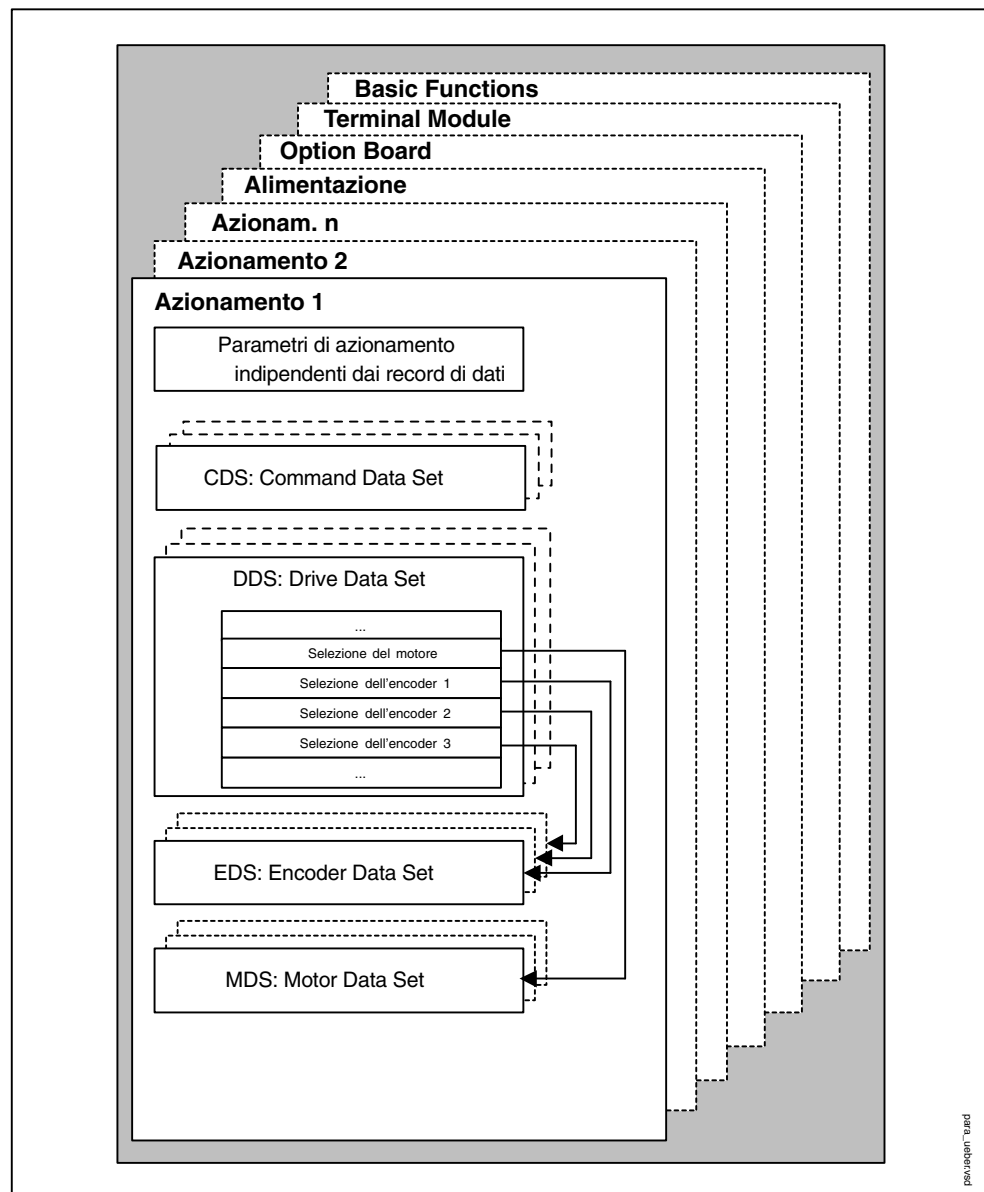 Basic Functions
Terminal Module
Option Board
Alimentazione
Azionam. n
Azionamento 2
Azionamento 1
Parametri di azionamento
indipendenti dai record di dati
CDS: Command Data Set
DDS: Drive Data Set
...
Selezione del motore
Selezione dell'encoder 1
Selezione dell'encoder 2
Selezione dell'encoder 3
...
EDS: Encoder Data Set
MDS: Motor Data Set
para_ueber.vsd